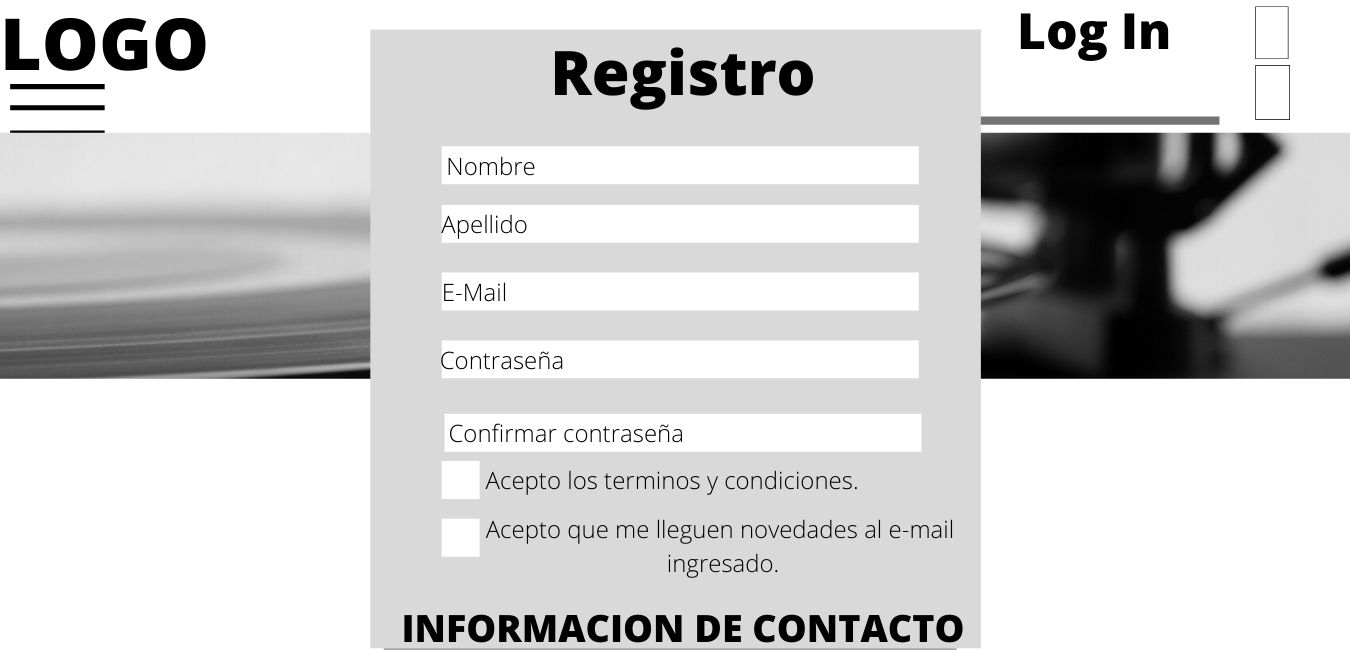 LOGO
Log In
Registro
Nombre
Apellido
E-Mail
Contraseña
Confirmar contraseña
Acepto los terminos y condiciones.
Acepto que me lleguen novedades al e-mail
ingresado.
INFORMACION DE CONTACTO